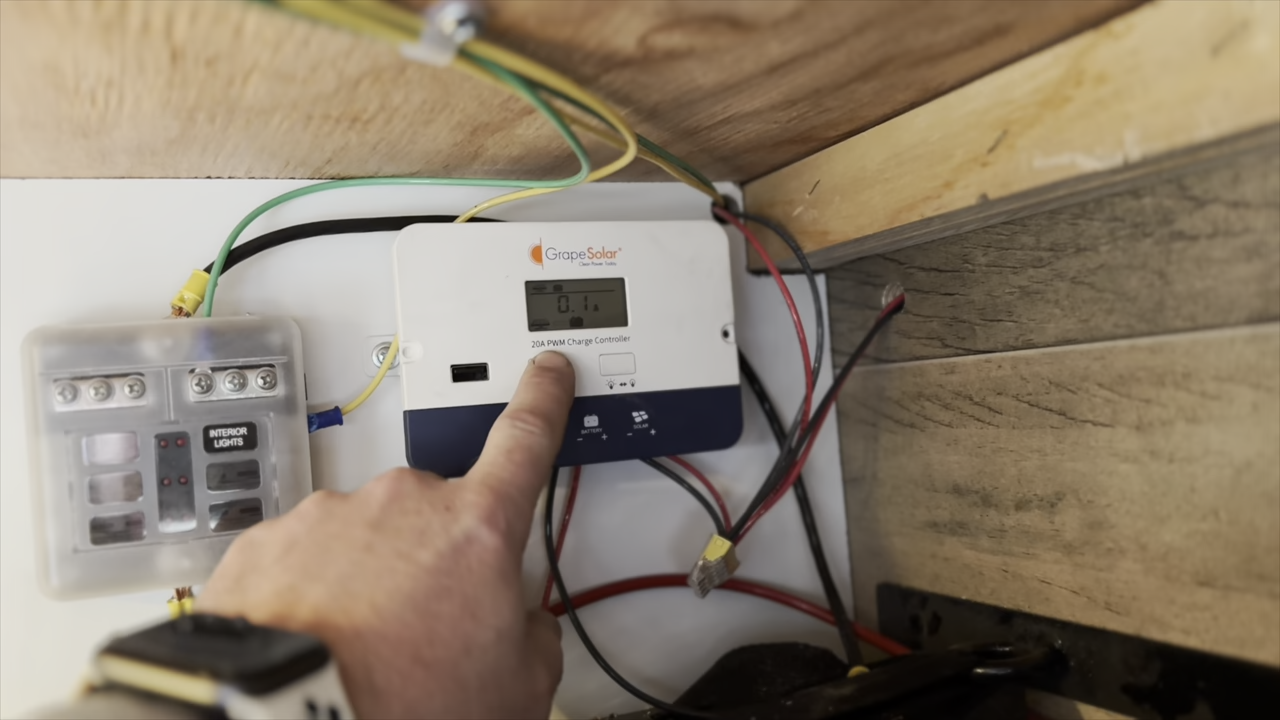 GrapeSolar®
Clean Power Tools.
0.1 A
20A PWM Charge Controller
INTERIOR
LIGHTS
BATTERY
SOLAR
- +
- +